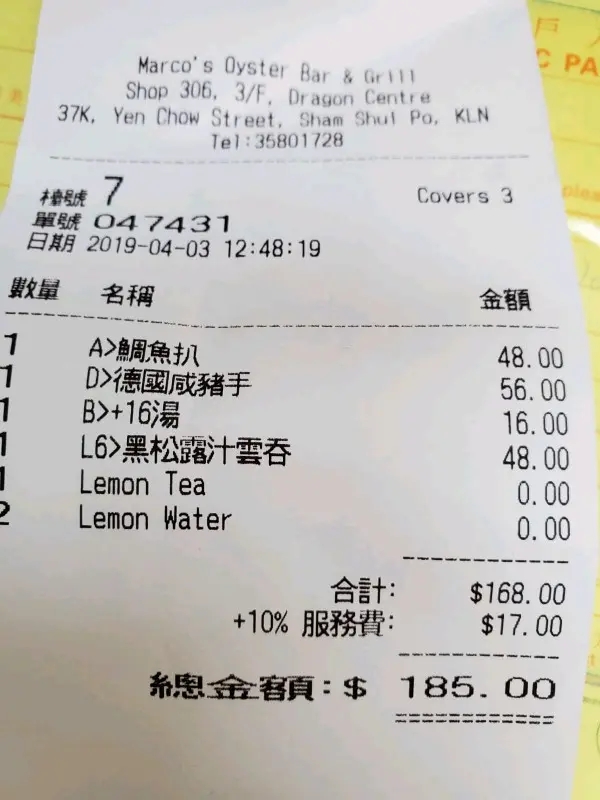 Marco's Oyster Bar & Grill
Shop 306, 3/F, Dragon Centre
37K, Yen Chow Street, Sham Shui Po, KLN
Tel:35801728
檯號 7 Covers 3
單號 047431
日期 2019-04-03 12:48:19
數量 名稱 金額
1 A>鯛魚扒 48.00
1 D>德國咸豬手 56.00
1 B>+16湯 16.00
1 L6>黑松露汁雲吞 48.00
1 Lemon Tea 0.00
2 Lemon Water 0.00
合計: $168.00
+10% 服務費: $17.00
總金額:$ 185.00
戶
C PA